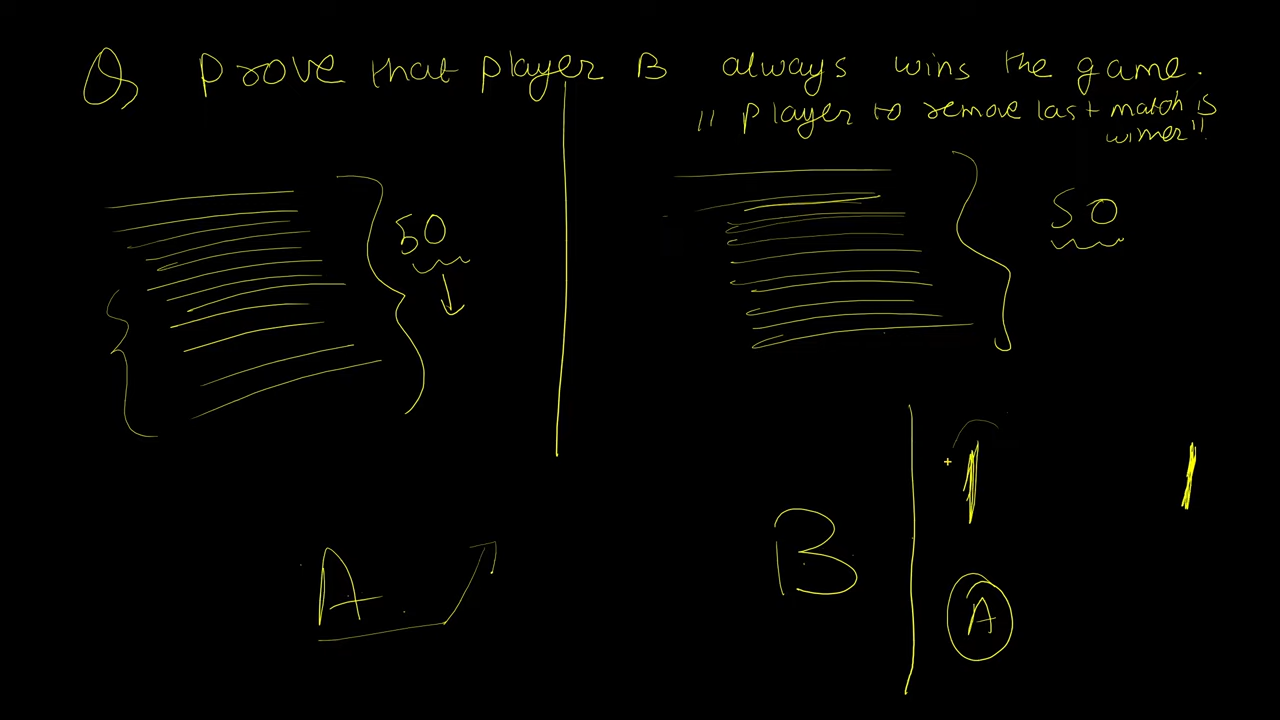 Q Prove that player B always wins the game.
" Player to remove last match is
winner"
50
50
A
B
A